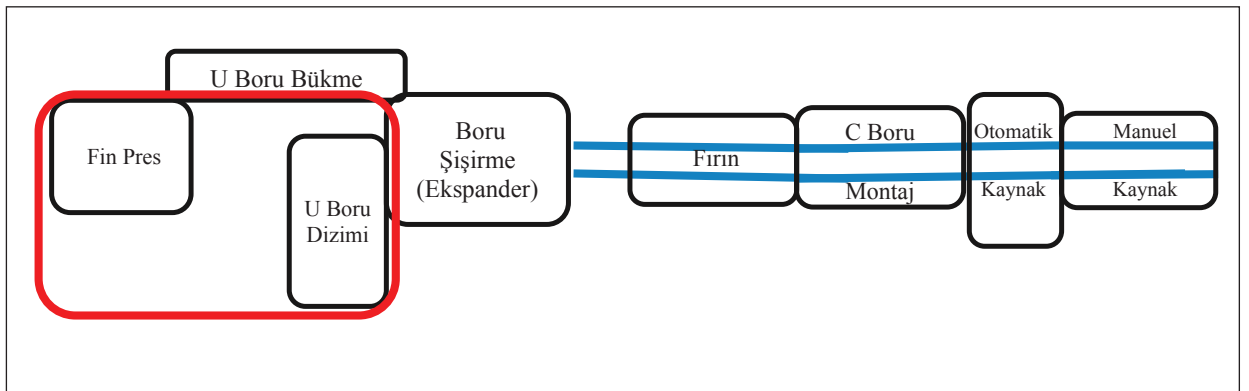 U Boru Bükme
Fin Pres
U Boru
Dizimi
Boru
Şişirme
(Ekspander)
Fırın
C Boru
Montaj
Otomatik
Kaynak
Manuel
Kaynak